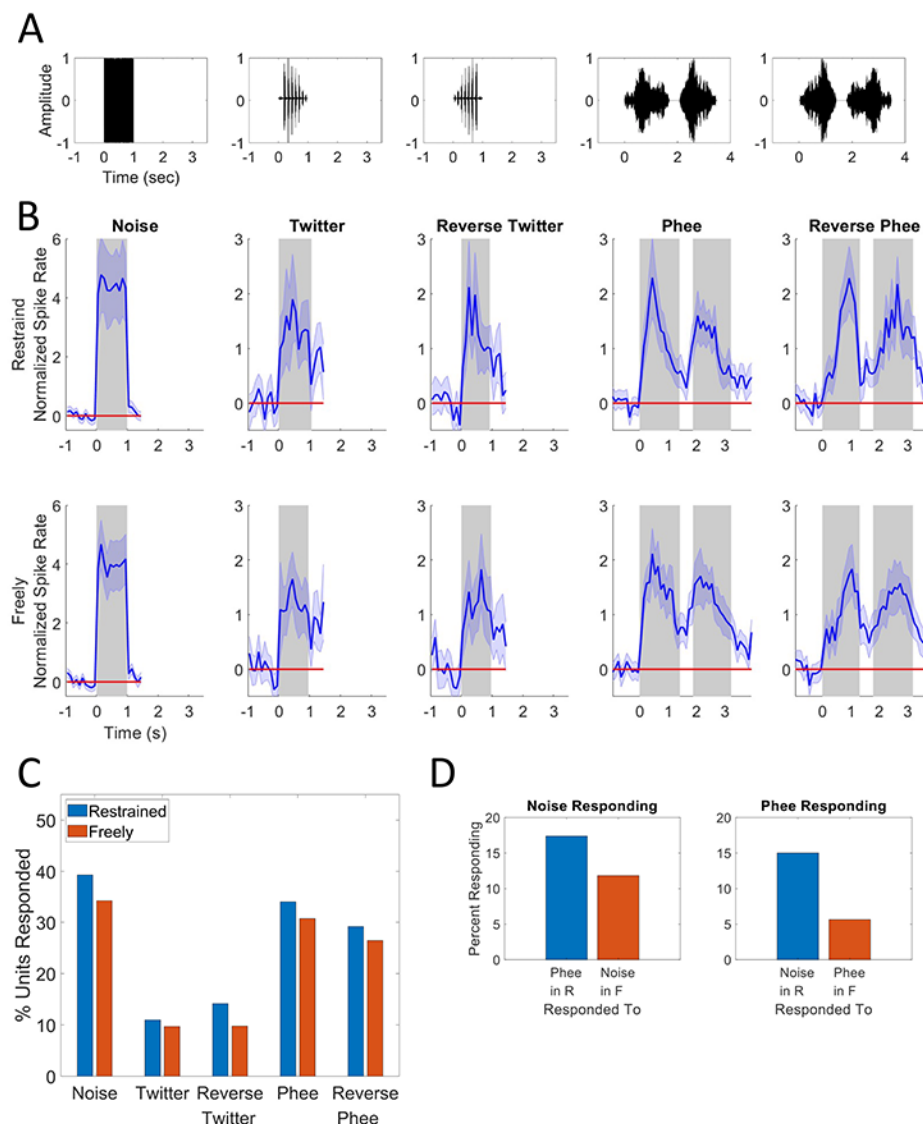 A
Amplitude
1
0
-1
-1 0 1 2 3
Time (sec)
1
0
-1
-1 0 1 2 3
1
0
-1
-1 0 1 2 3
1
0
-1
0 2 4
1
0
-1
0 2 4
B
Noise
Twitter
Reverse Twitter
Phee
Reverse Phee
Restraind
Normalized Spike Rate
6
4
2
0
-1 0 1 3
3
2
1
0
-1 0 1 3
3
2
1
0
-1 0 1 3
3
2
1
0
0 1 2 3
3
2
1
0
0 1 2 3
Freely
Normalized Spike Rate
6
4
2
0
-1 0 1 3
Time (s)
3
2
1
0
-1 0 1 3
3
2
1
0
-1 0 1 3
3
2
1
0
0 1 2 3
3
2
1
0
0 1 2 3
C
% Units Responded
50
40
30
20
10
0
Restrained
Freely
Noise Twitter Reverse Phee Reverse
Twitter Phee
D
Noise Responding
Percent Responding
20
15
10
5
0
Phee Noise
in R in F
Responded To
Phee Responding
20
15
10
5
0
Noise Phee
in R in F
Responded To